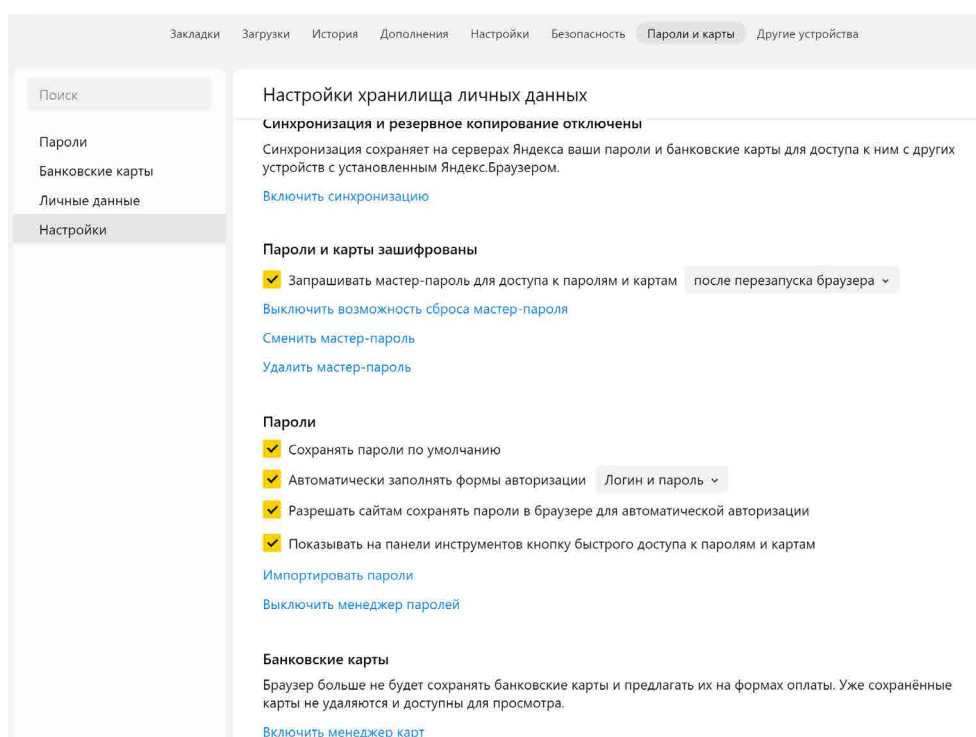 Закладки Загрузки История Дополнения Настройки Безопасность Пароли и карты Другие устройства
Поиск
Пароли
Банковские карты
Личные данные
Настройки
Настройки хранилища личных данных
Синхронизация и резервное копирование отключены
Синхронизация сохраняет на серверах Яндекса ваши пароли и банковские карты для доступа к ним с других
устройств с установленным Яндекс.Браузером.
Включить синхронизацию
Пароли и карты зашифрованы
Запрашивать мастер-пароль для доступа к паролям и картам после перезапуска браузера
Выключить возможность сброса мастер-пароля
Сменить мастер-пароль
Удалить мастер-пароль
Пароли
Сохранять пароли по умолчанию
Автоматически заполнять формы авторизации Логин и пароль
Разрешать сайтам сохранять пароли в браузере для автоматической авторизации
Показывать на панели инструментов кнопку быстрого доступа к паролям и картам
Импортировать пароли
Выключить менеджер паролей
Банковские карты
Браузер больше не будет сохранять банковские карты и предлагать их на формах оплаты. Уже сохранённые
карты не удаляются и доступны для просмотра.
Включить менеджер карт